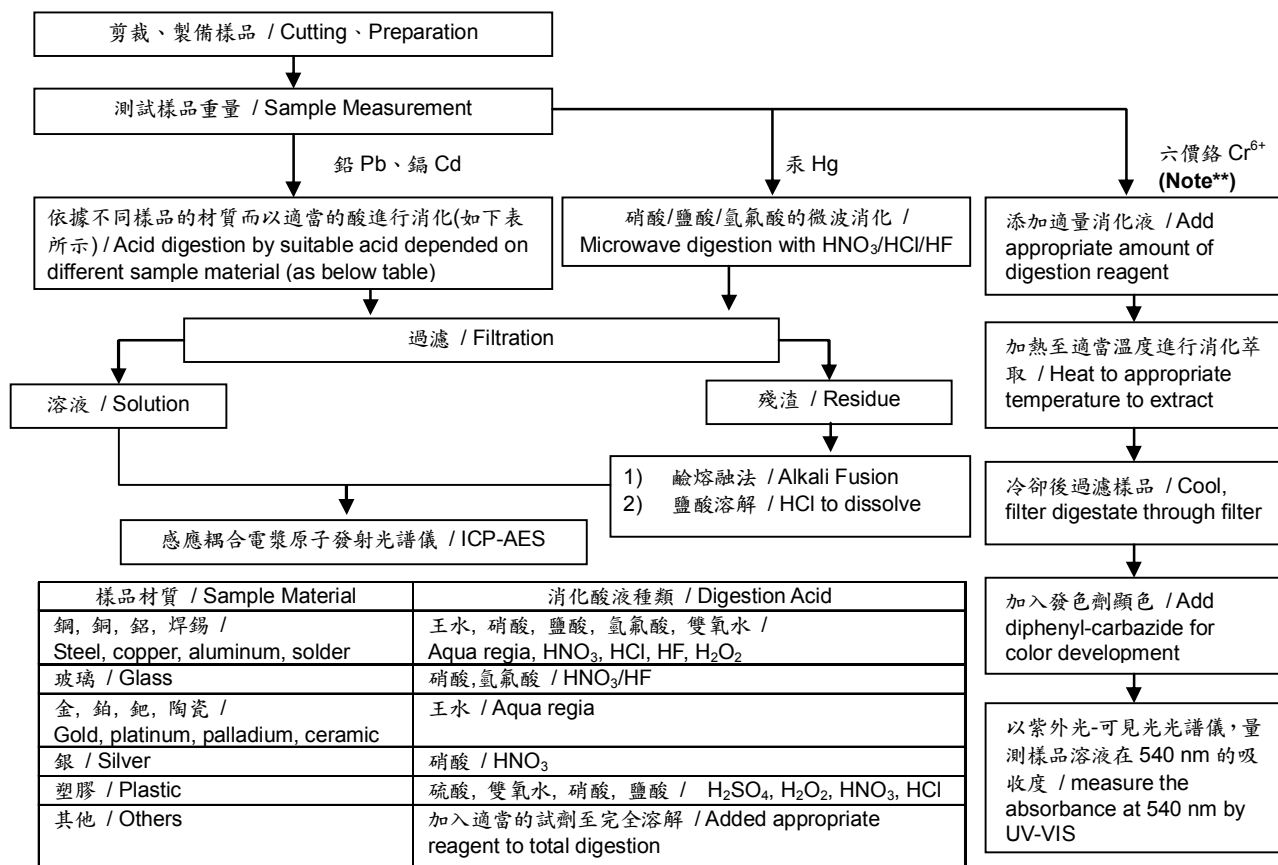 剪裁、製備樣品 / Cutting、Preparation
測試樣品重量 / Sample Measurement
鉛 Pb、鎘 Cd
汞 Hg
六價鉻 Cr⁶⁺
(Note**)
依據不同樣品的材質而以適當的酸進行消化(如下表
所示) / Acid digestion by suitable acid depended on
different sample material (as below table)
硝酸/鹽酸/氫氟酸的微波消化 /
Microwave digestion with HNO₃/HCl/HF
添加適量消化液 / Add
appropriate amount of
digestion reagent
過濾 / Filtration
加熱至適當溫度進行消化萃
取 / Heat to appropriate
temperature to extract
溶液 / Solution
殘渣 / Residue
1) 鹼熔融法 / Alkali Fusion
2) 鹽酸溶解 / HCl to dissolve
冷卻後過濾樣品 / Cool,
filter digestate through filter
感應耦合電漿原子發射光譜儀 / ICP-AES
加入發色劑顯色 / Add
diphenyl-carbazide for
color development
以紫外光-可見光光譜儀，量
測樣品溶液在 540 nm 的吸
收度 / measure the
absorbance at 540 nm by
UV-VIS
樣品材質 / Sample Material
消化酸液種類 / Digestion Acid
鋼, 銅, 鋁, 焊錫 /
Steel, copper, aluminum, solder
王水, 硝酸, 鹽酸, 氫氟酸, 雙氧水 /
Aqua regia, HNO₃, HCl, HF, H₂O₂
玻璃 / Glass
硝酸,氫氟酸 / HNO₃/HF
金, 鉑, 鈀, 陶瓷 /
Gold, platinum, palladium, ceramic
王水 / Aqua regia
銀 / Silver
硝酸 / HNO₃
塑膠 / Plastic
硫酸, 雙氧水, 硝酸, 鹽酸 / H₂SO₄, H₂O₂, HNO₃, HCl
其他 / Others
加入適當的試劑至完全溶解 / Added appropriate
reagent to total digestion